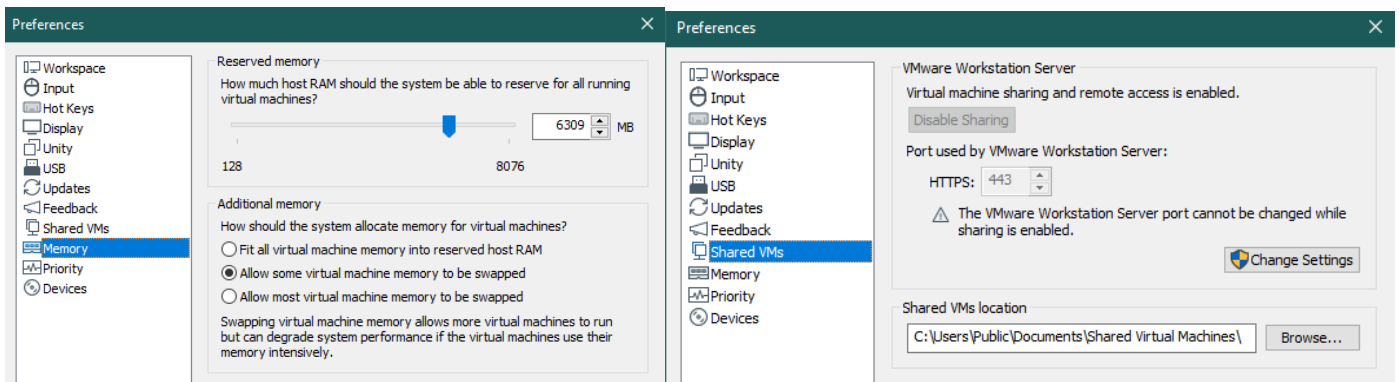 Preferences
Workspace
Input
Hot Keys
Display
Unity
USB
Updates
Feedback
Shared VMs
Memory
Priority
Devices
Reserved memory
How much host RAM should the system be able to reserve for all running
virtual machines?
6309 MB
128 8076
Additional memory
How should the system allocate memory for virtual machines?
Fit all virtual machine memory into reserved host RAM
Allow some virtual machine memory to be swapped
Allow most virtual machine memory to be swapped
Swapping virtual machine memory allows more virtual machines to run
but can degrade system performance if the virtual machines use their
memory intensively.
Preferences
Workspace
Input
Hot Keys
Display
Unity
USB
Updates
Feedback
Shared VMs
Memory
Priority
Devices
VMware Workstation Server
Virtual machine sharing and remote access is enabled.
Disable Sharing
Port used by VMware Workstation Server:
HTTPS: 443
The VMware Workstation Server port cannot be changed while
sharing is enabled.
Change Settings
Shared VMs location
C:\Users\Public\Documents\Shared Virtual Machines\ Browse...